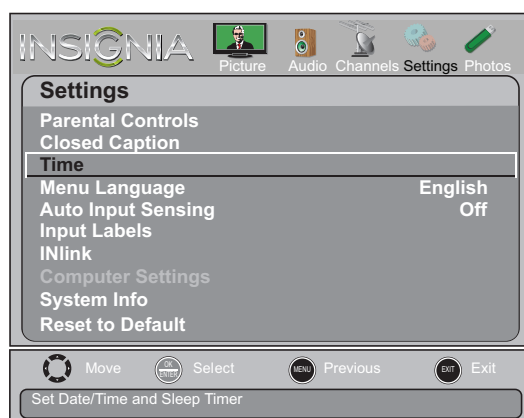 INSIGNIA
Picture Audio Channels Settings Photos
Settings
Parental Controls
Closed Caption
Time
Menu Language English
Auto Input Sensing Off
Input Labels
INlink
Computer Settings
System Info
Reset to Default
Move OK ENTER Select MENU Previous EXIT Exit
Set Date/Time and Sleep Timer